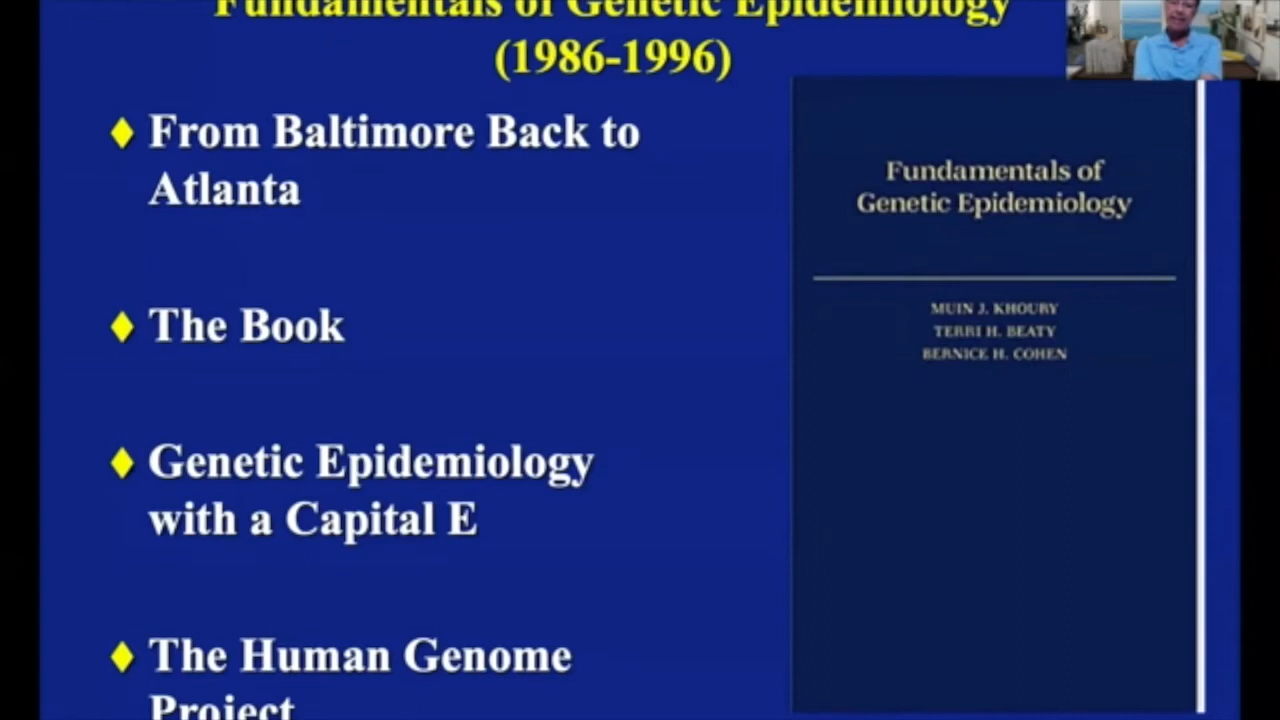 Fundamentals of Genetic Epidemiology
(1986-1996)
From Baltimore Back to
Atlanta
The Book
Genetic Epidemiology
with a Capital E
The Human Genome
Project
Fundamentals of
Genetic Epidemiology
MUIN J. KHOURY
TERRI H. BEATY
BERNICE H. COHEN